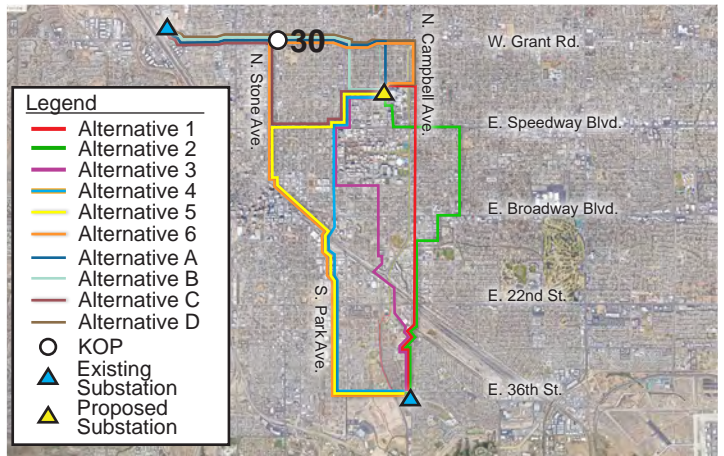 30
W. Grant Rd.
N. Stone Ave.
N. Campbell Ave.
E. Speedway Blvd.
E. Broadway Blvd.
E. 22nd St.
S. Park Ave.
E. 36th St.
Legend
Alternative 1
Alternative 2
Alternative 3
Alternative 4
Alternative 5
Alternative 6
Alternative A
Alternative B
Alternative C
Alternative D
KOP
Existing
Substation
Proposed
Substation